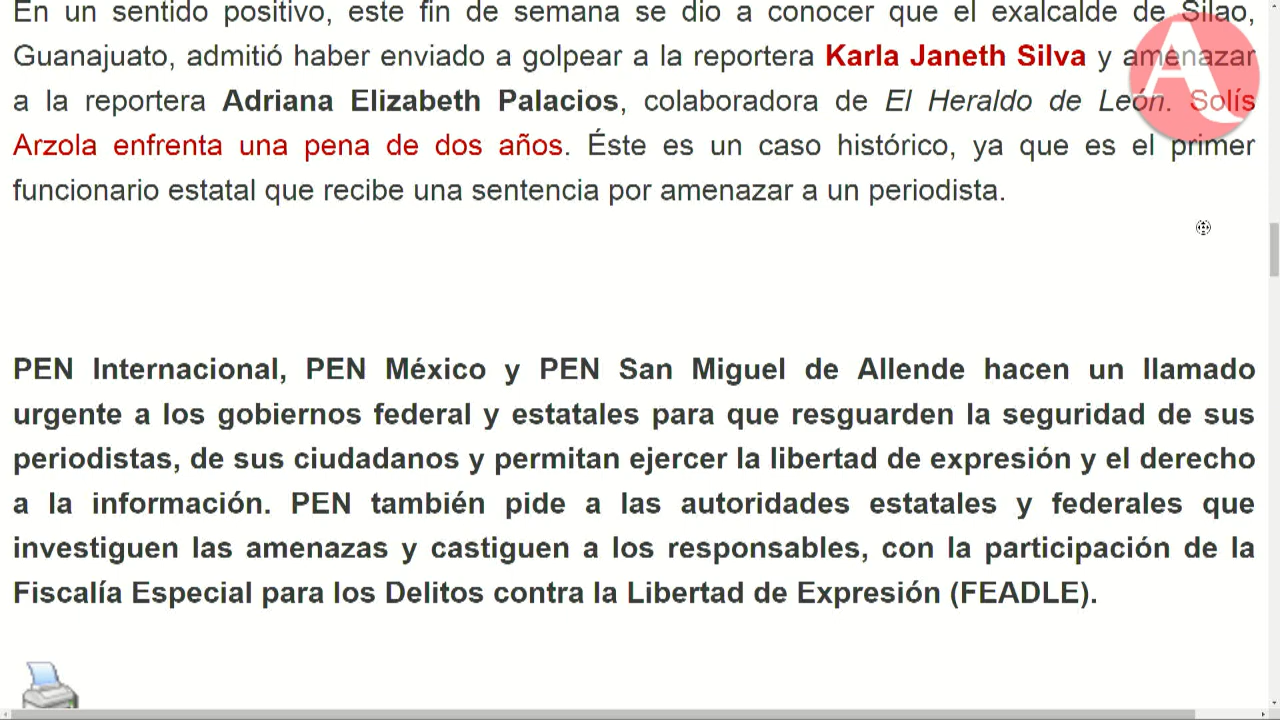 En un sentido positivo, este fin de semana se dio a conocer que el exalcalde de Silao,
Guanajuato, admitió haber enviado a golpear a la reportera Karla Janeth Silva y amenazar
a la reportera Adriana Elizabeth Palacios, colaboradora de El Heraldo de León. Solís
Arzola enfrenta una pena de dos años. Éste es un caso histórico, ya que es el primer
funcionario estatal que recibe una sentencia por amenazar a un periodista.
PEN Internacional, PEN México y PEN San Miguel de Allende hacen un llamado
urgente a los gobiernos federal y estatales para que resguarden la seguridad de sus
periodistas, de sus ciudadanos y permitan ejercer la libertad de expresión y el derecho
a la información. PEN también pide a las autoridades estatales y federales que
investiguen las amenazas y castiguen a los responsables, con la participación de la
Fiscalía Especial para los Delitos contra la Libertad de Expresión (FEADLE).
A